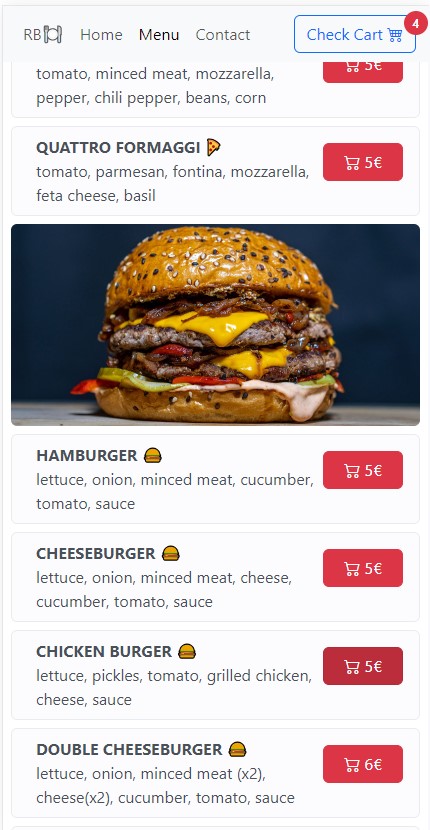 RB Home Menu Contact Check Cart 4
tomato, minced meat, mozzarella, 5€
pepper, chili pepper, beans, corn
QUATTRO FORMAGGI
tomato, parmesan, fontina, mozzarella, 5€
feta cheese, basil
HAMBURGER
lettuce, onion, minced meat, cucumber, 5€
tomato, sauce
CHEESEBURGER
lettuce, onion, minced meat, cheese, 5€
cucumber, tomato, sauce
CHICKEN BURGER
lettuce, pickles, tomato, grilled chicken, 5€
cheese, sauce
DOUBLE CHEESEBURGER
lettuce, onion, minced meat (x2), 6€
cheese(x2), cucumber, tomato, sauce